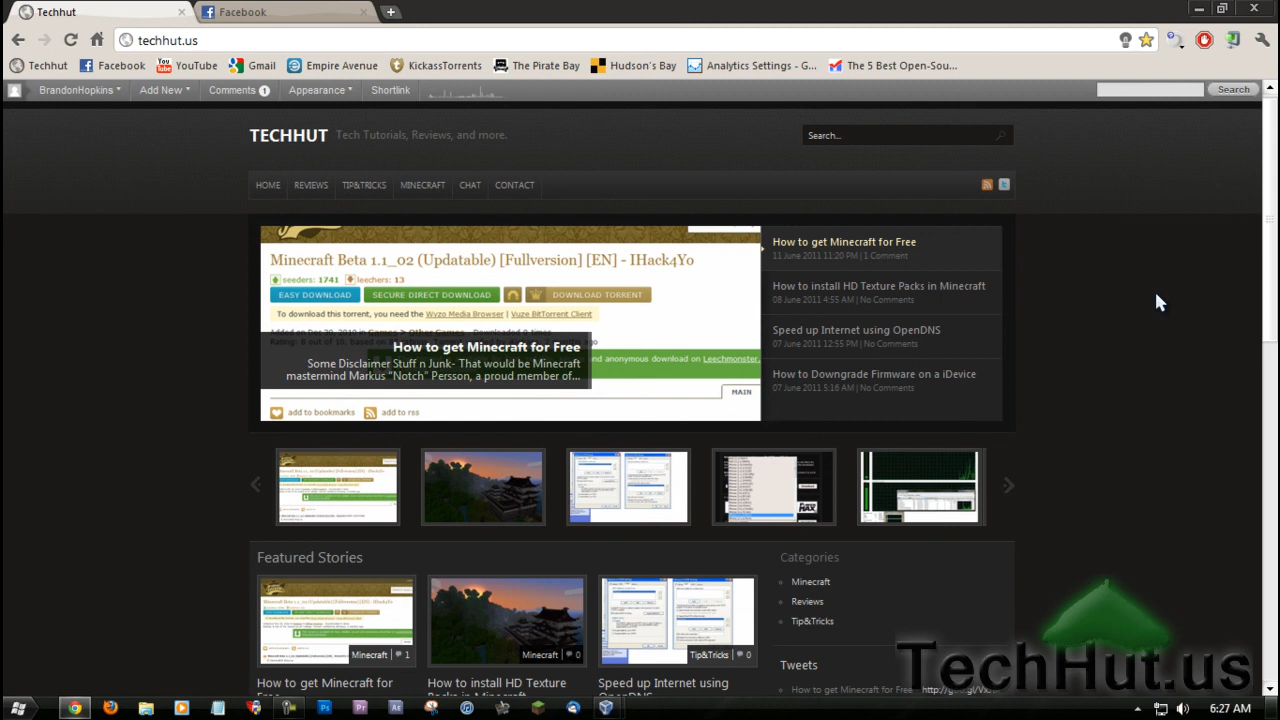 Techhut
Facebook
techhut.us
Techhut
Facebook
YouTube
Gmail
Empire Avenue
KickassTorrents
The Pirate Bay
Hudson's Bay
Analytics Settings - G...
The 5 Best Open-Sou...
BrandonHopkins
Add New
Comments 1
Appearance
Shortlink
Search
TECHHUT
Tech Tutorials, Reviews, and more.
Search...
HOME
REVIEWS
TIP&TRICKS
MINECRAFT
CHAT
CONTACT
Minecraft Beta 1.1_02 (Updatable) [Fullversion] [EN] - IHack4Yo
seeders: 1741
leechers: 13
EASY DOWNLOAD
SECURE DIRECT DOWNLOAD
DOWNLOAD TORRENT
To download this torrent, you need the Wyzo Media Browser | Vuze BitTorrent Client
and anonymous download on Leechmonster.
How to get Minecraft for Free
Some Disclaimer Stuff n Junk- That would be Minecraft
mastermind Markus "Notch" Persson, a proud member of...
MAIN
add to bookmarks
add to rss
How to get Minecraft for Free
11 June 2011 11:20 PM | 1 Comment
How to install HD Texture Packs in Minecraft
08 June 2011 4:55 AM | No Comments
Speed up Internet using OpenDNS
07 June 2011 12:55 PM | No Comments
How to Downgrade Firmware on a iDevice
07 June 2011 5:16 AM | No Comments
Featured Stories
Minecraft 1
Minecraft 0
Tip&Tricks 0
How to get Minecraft for
Free
How to install HD Texture
Packs in Minecraft
Speed up Internet using
OpenDNS
Categories
Minecraft
Reviews
Tip&Tricks
Tweets
How to get Minecraft for Free
TechHut.us
6:27 AM